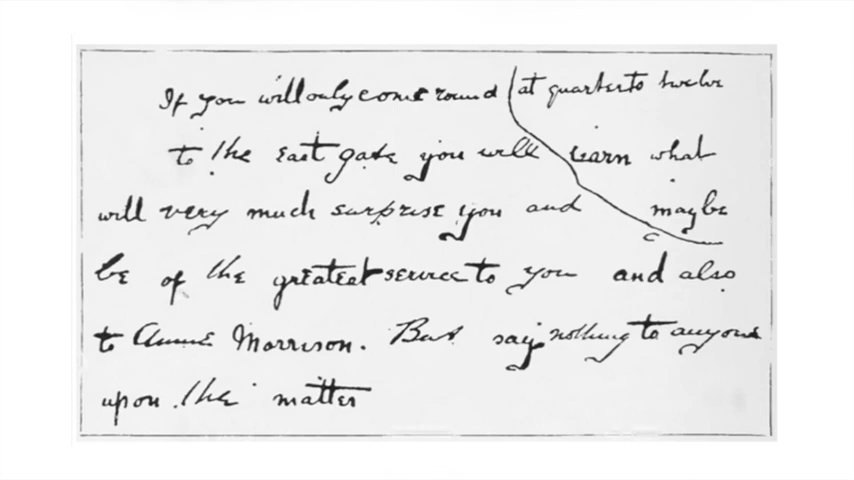 If you will only come round at quarter to twelve
to the east gate you will learn what
will very much surprise you and maybe
be of the greatest service to you and also
to Annie Morrison. But say nothing to anyone
upon the matter